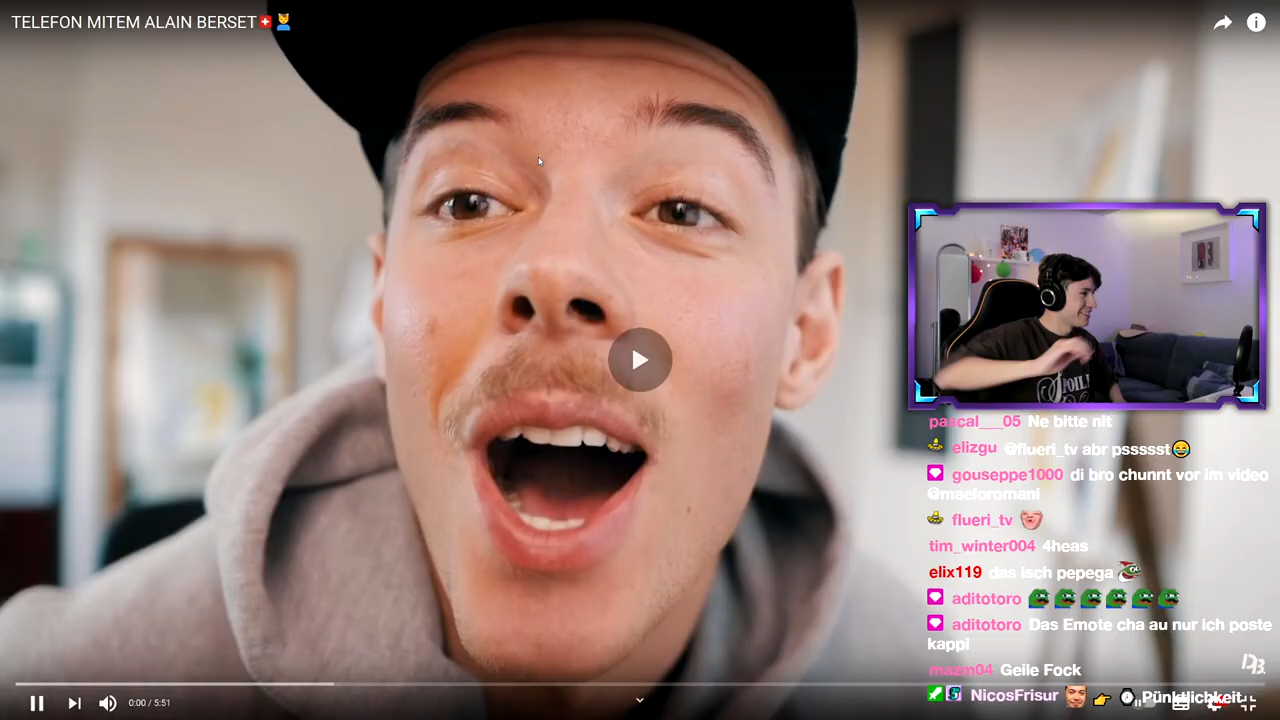 TELEFON MITEM ALAIN BERSET
SPOILE
pascal___05 Ne bitte nit
elizgu @flueri_tv abr pssssst
gouseppe1000 di bro chunnt vor im video
@maeloromani
flueri_tv
tim_winter004 4heas
elix119 das isch pepega
aditotoro
aditotoro Das Emote cha au nur ich poste
kappi
mazm04 Geile Fock
NicosFrisur Pünktlichkeit
0:00 / 5:51